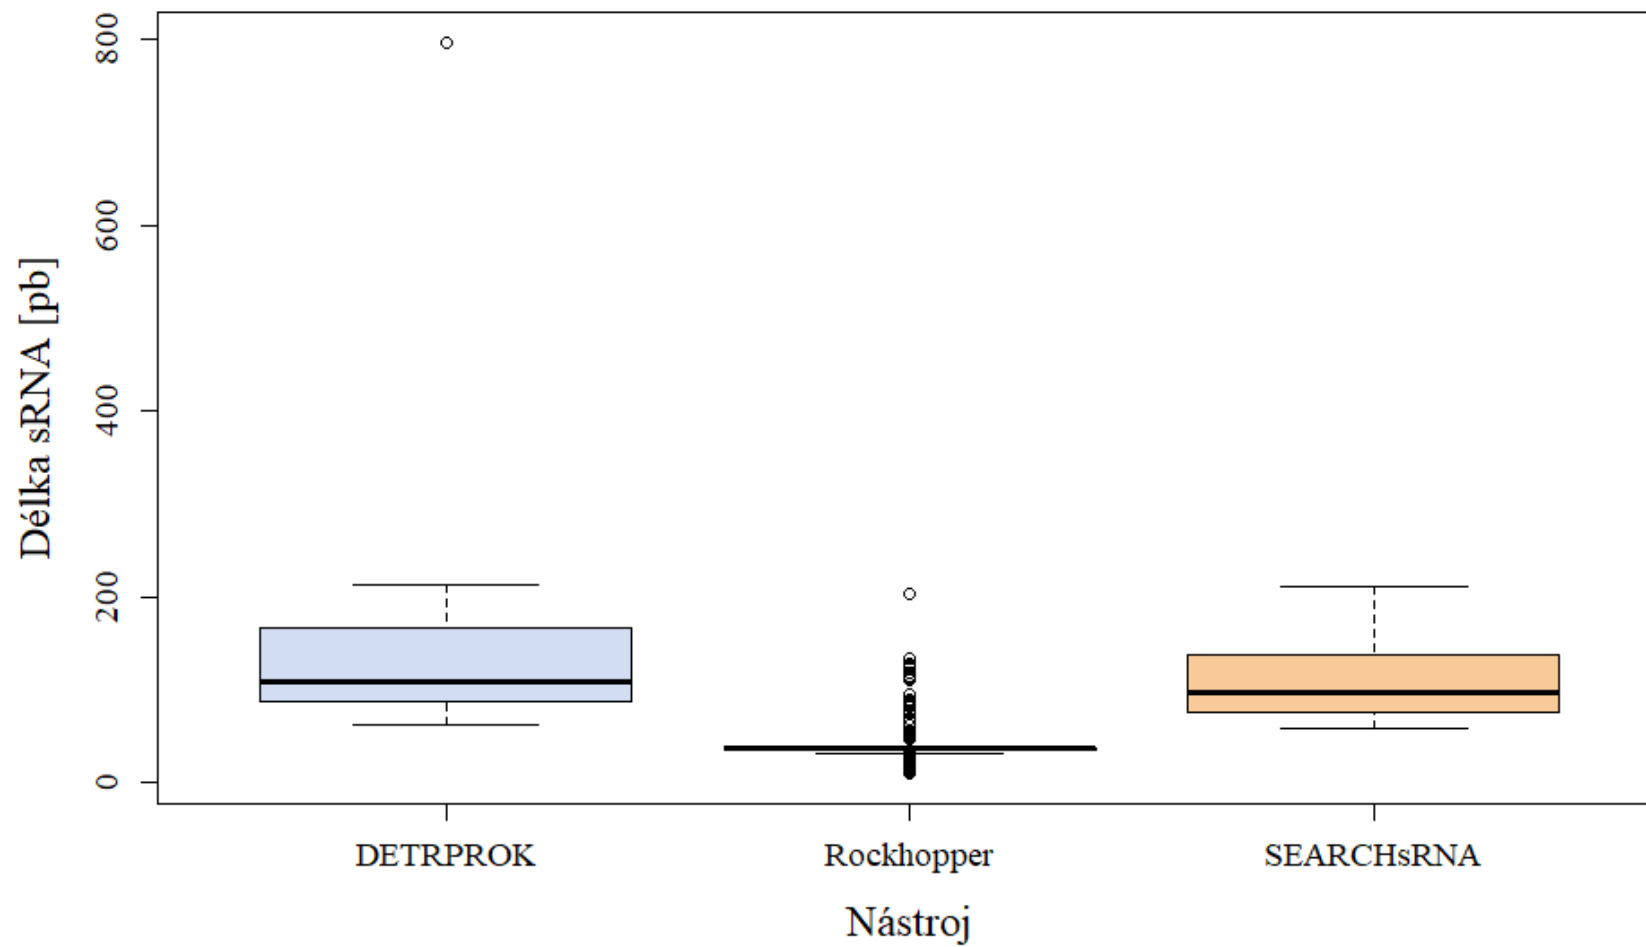 800
600
400
200
0
Délka sRNA [pb]
DETRPROK
Rockhopper
SEARCHsRNA
Nástroj